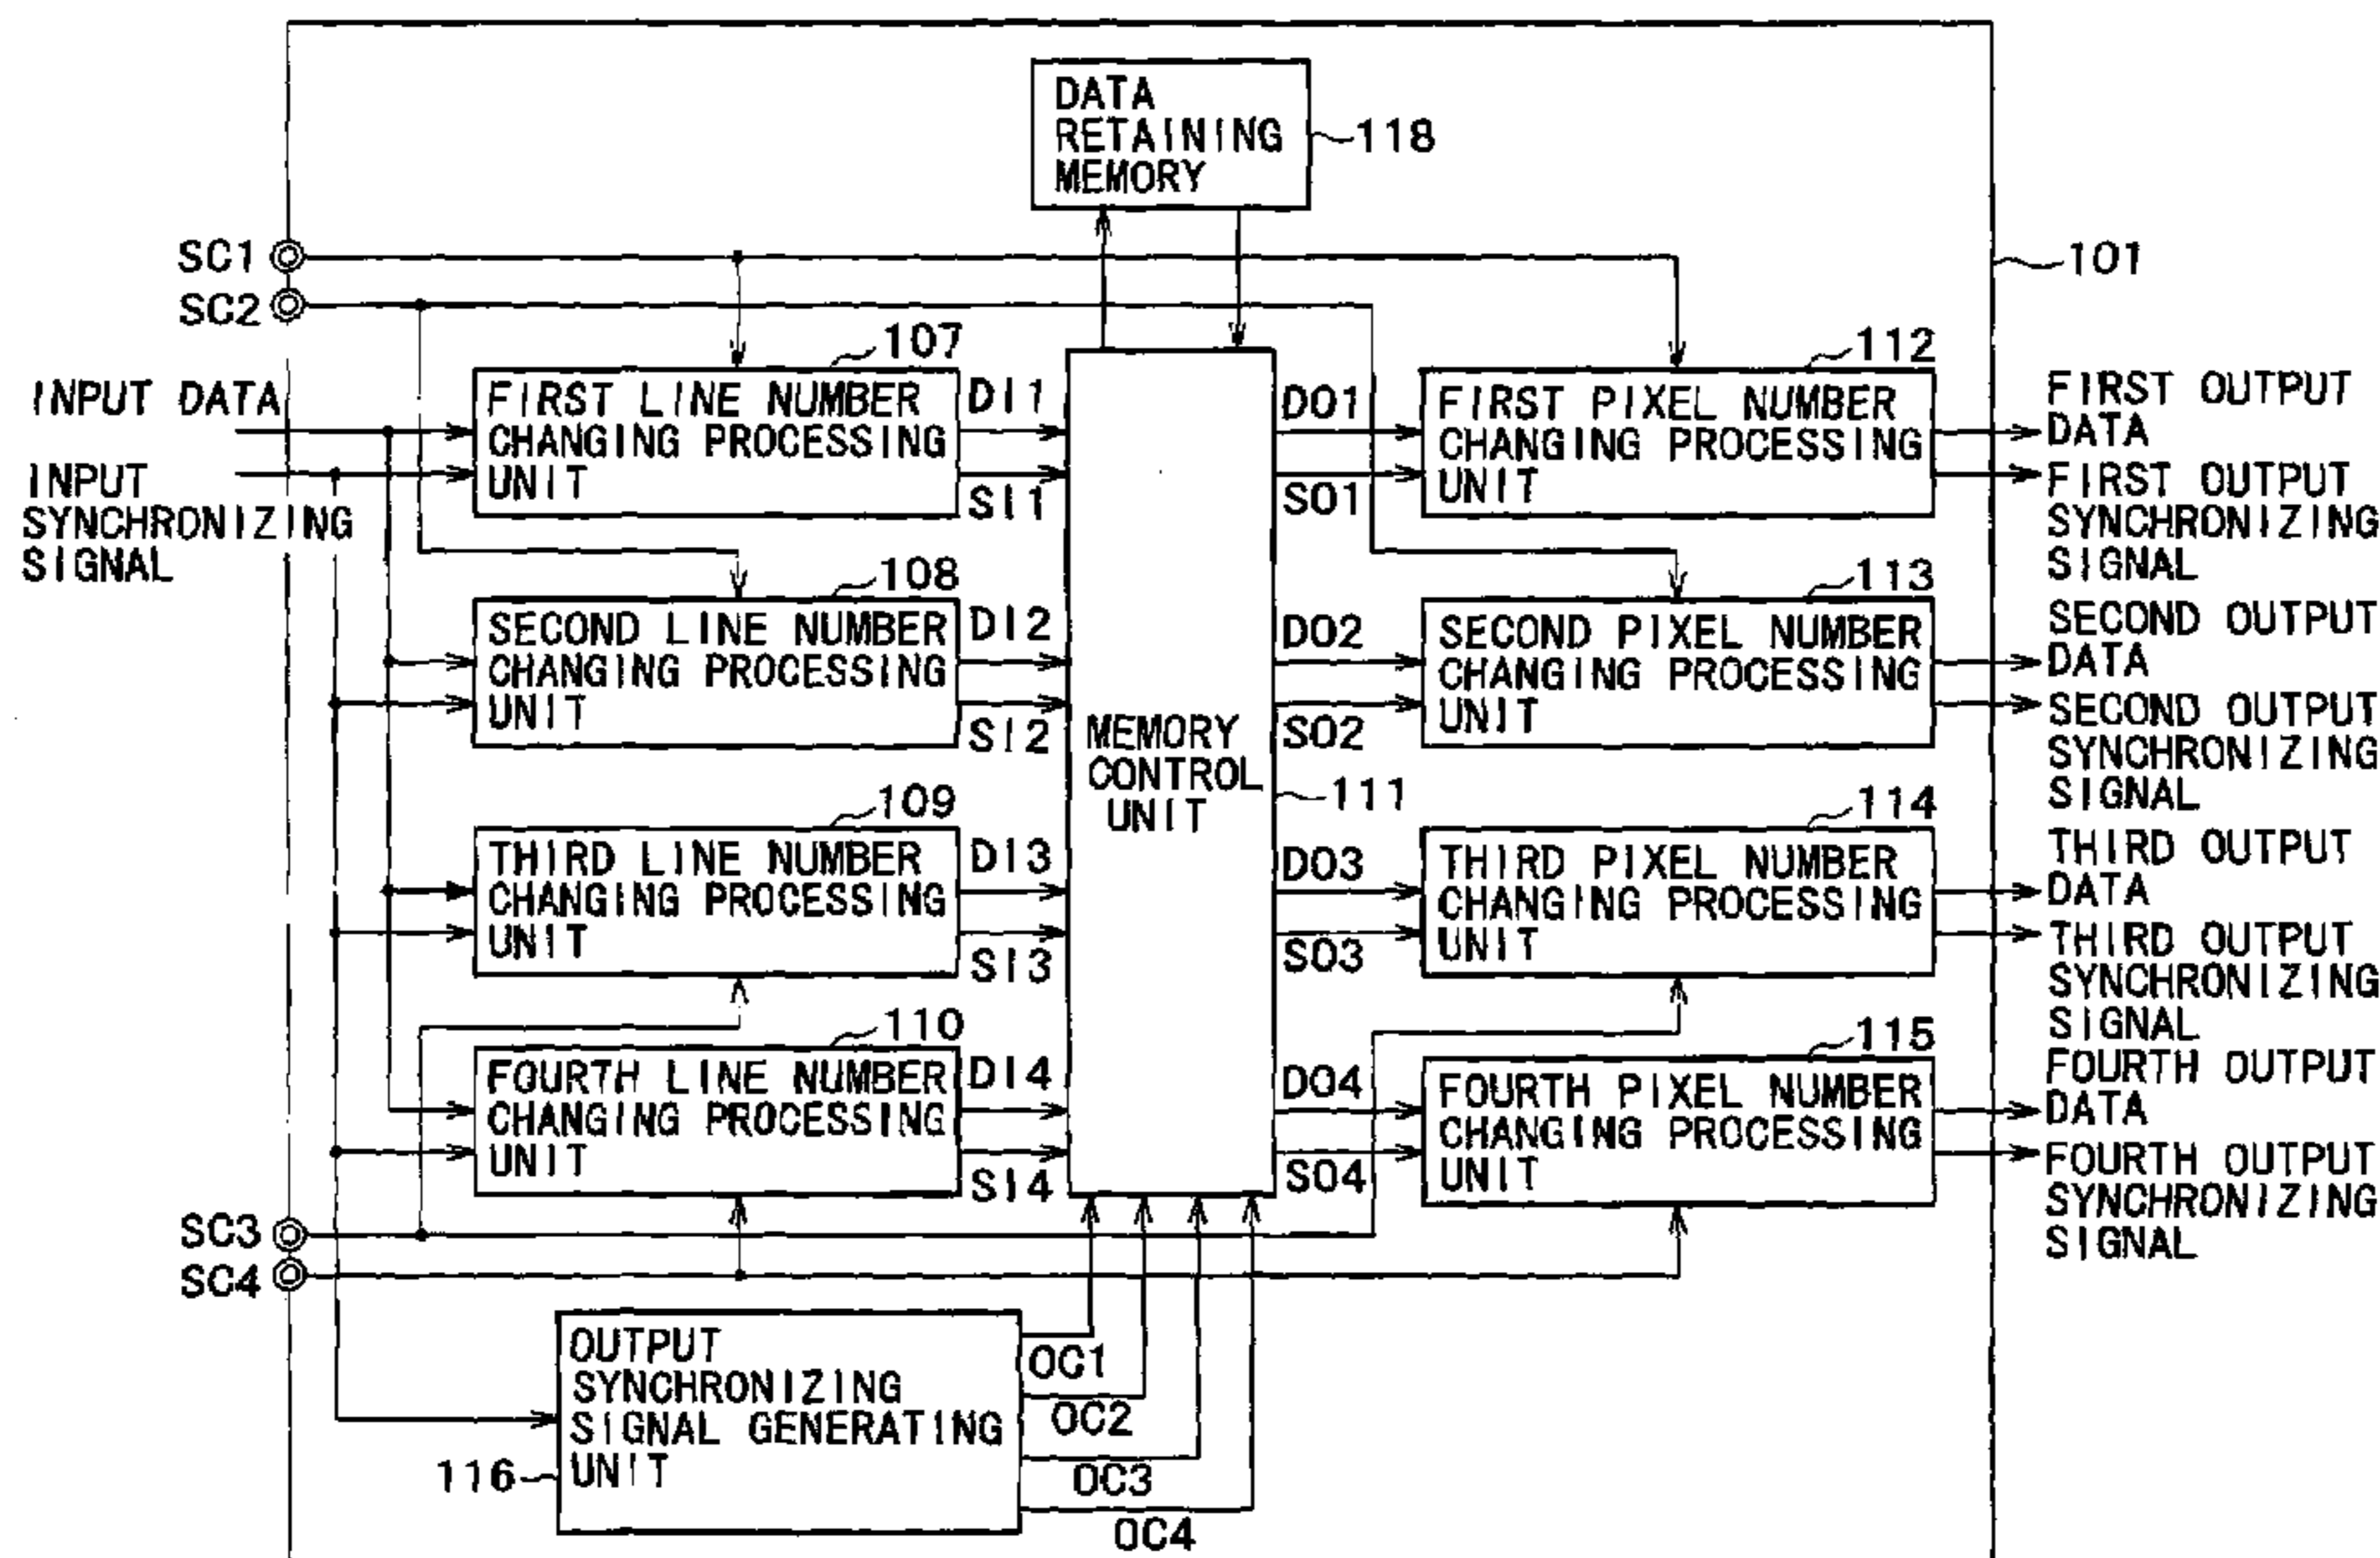 DATA
RETAINING
MEMORY
118
SC1
SC2
101
INPUT DATA
INPUT
SYNCHRONIZING
SIGNAL
107
FIRST LINE NUMBER
CHANGING PROCESSING
UNIT
DI1
SI1
DO1
SO1
112
FIRST PIXEL NUMBER
CHANGING PROCESSING
UNIT
FIRST OUTPUT
DATA
FIRST OUTPUT
SYNCHRONIZING
SIGNAL
108
SECOND LINE NUMBER
CHANGING PROCESSING
UNIT
DI2
SI2
MEMORY
CONTROL
UNIT
111
DO2
SO2
113
SECOND PIXEL NUMBER
CHANGING PROCESSING
UNIT
SECOND OUTPUT
DATA
SECOND OUTPUT
SYNCHRONIZING
SIGNAL
109
THIRD LINE NUMBER
CHANGING PROCESSING
UNIT
DI3
SI3
DO3
SO3
114
THIRD PIXEL NUMBER
CHANGING PROCESSING
UNIT
THIRD OUTPUT
DATA
THIRD OUTPUT
SYNCHRONIZING
SIGNAL
110
FOURTH LINE NUMBER
CHANGING PROCESSING
UNIT
DI4
SI4
DO4
SO4
115
FOURTH PIXEL NUMBER
CHANGING PROCESSING
UNIT
FOURTH OUTPUT
DATA
FOURTH OUTPUT
SYNCHRONIZING
SIGNAL
SC3
SC4
OUTPUT
SYNCHRONIZING
SIGNAL GENERATING
UNIT
116
OC1
OC2
OC3
OC4